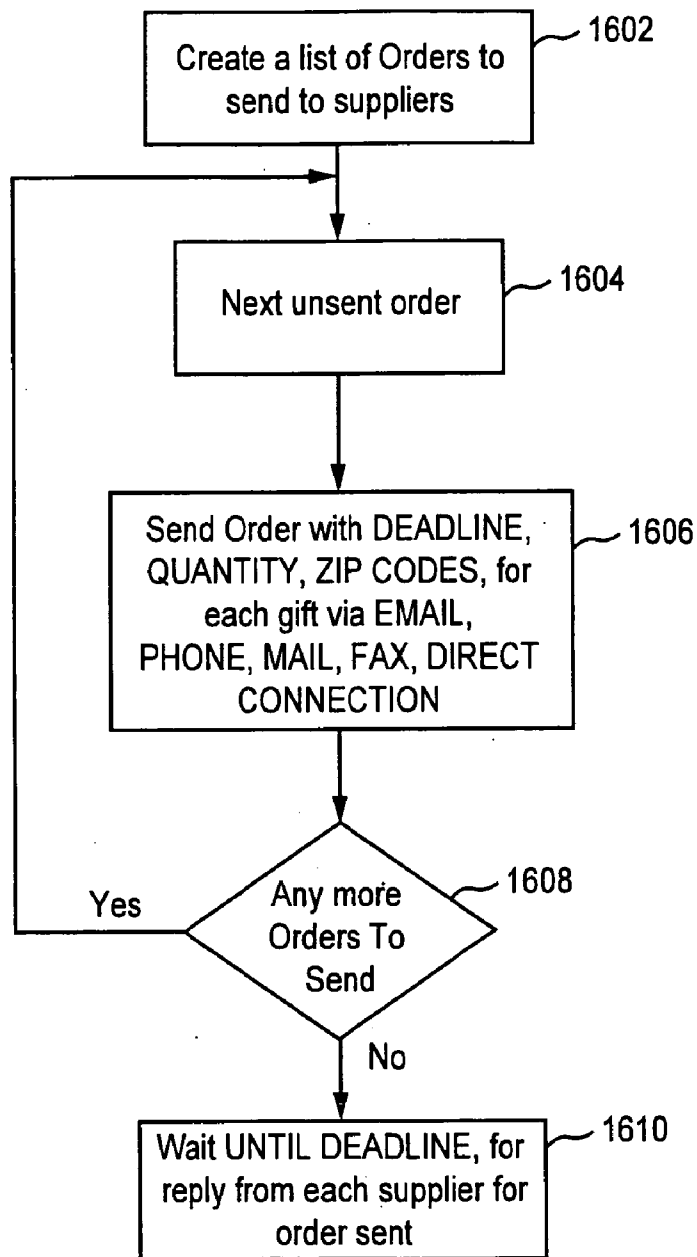 Create a list of Orders to
send to suppliers
1602
Next unsent order
1604
Send Order with DEADLINE,
QUANTITY, ZIP CODES, for
each gift via EMAIL,
PHONE, MAIL, FAX, DIRECT
CONNECTION
1606
Any more
Orders To
Send
1608
Yes
No
Wait UNTIL DEADLINE, for
reply from each supplier for
order sent
1610